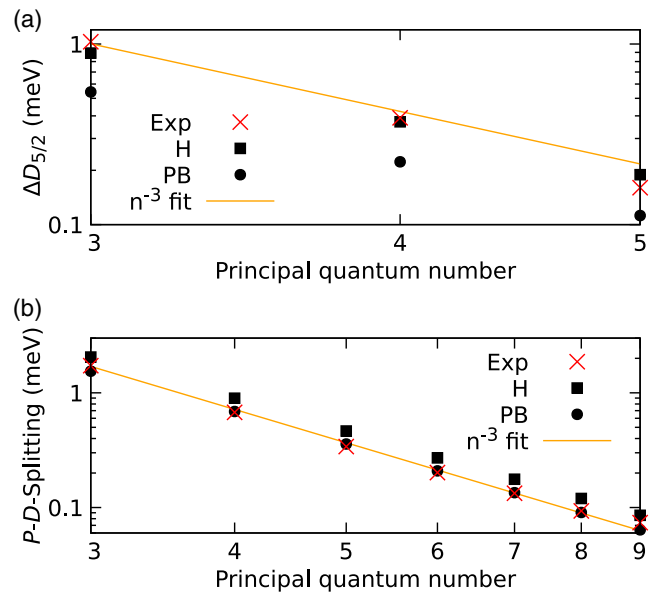 (a)
ΔD5/2 (meV)
1
0.1
Exp
H
PB
n-3 fit
3 4 5
Principal quantum number
(b)
P-D-Splitting (meV)
1
0.1
Exp
H
PB
n-3 fit
3 4 5 6 7 8 9
Principal quantum number